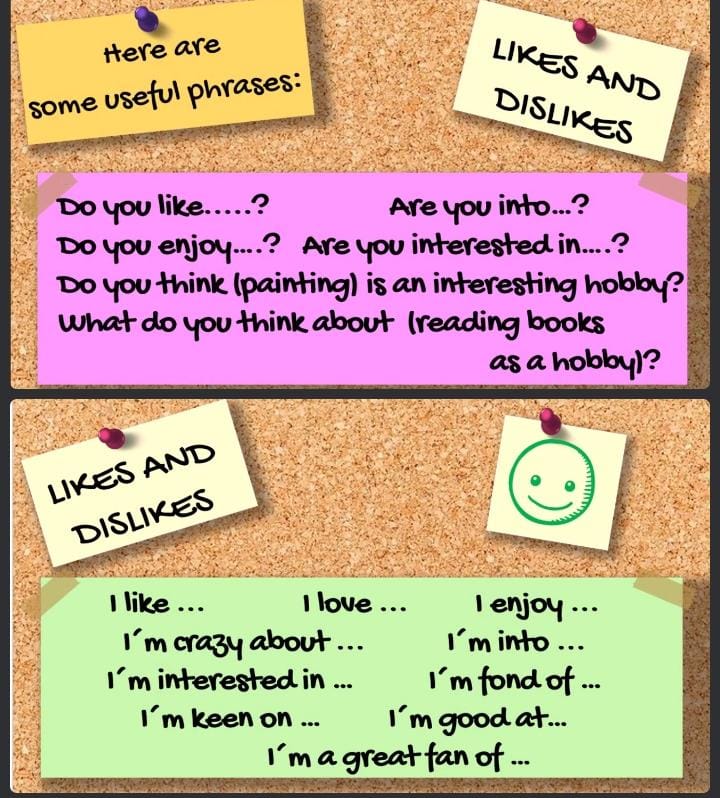 Here are
some useful phrases:
LIKES AND
DISLIKES
Do you like.....?
Are you into...?
Do you enjoy....?
Are you interested in....?
Do you think (painting) is an interesting hobby?
What do you think about (reading books
as a hobby)?
LIKES AND
DISLIKES
I like ...
I love ...
I enjoy ...
I´m crazy about ...
I´m into ...
I´m interested in ...
I´m fond of ...
I´m keen on ...
I´m good at...
I´m a great fan of ...